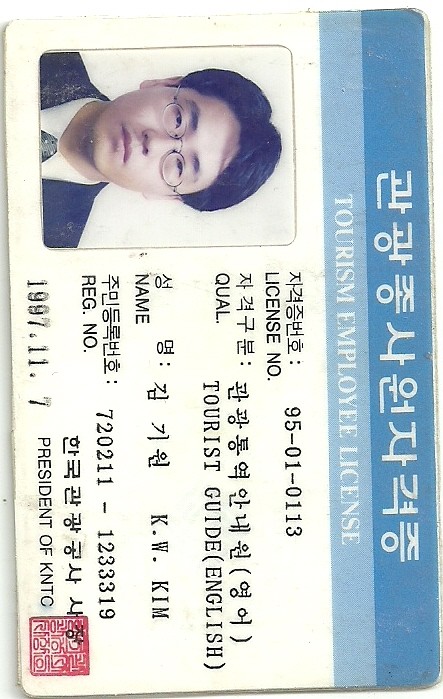 관광종사원자격증
TOURISM EMPLOYEE LICENSE
자격증번호:
LICENSE NO. 95-01-0113
자격구분: 관광통역안내원(영어)
QUAL. TOURIST GUIDE(ENGLISH)
성 명: 김 기원 K.W. KIM
NAME
주민등록번호: 720211 - 1233319
REG. NO.
1997.11. 7
한국관광공사 사장
PRESIDENT OF KNTC